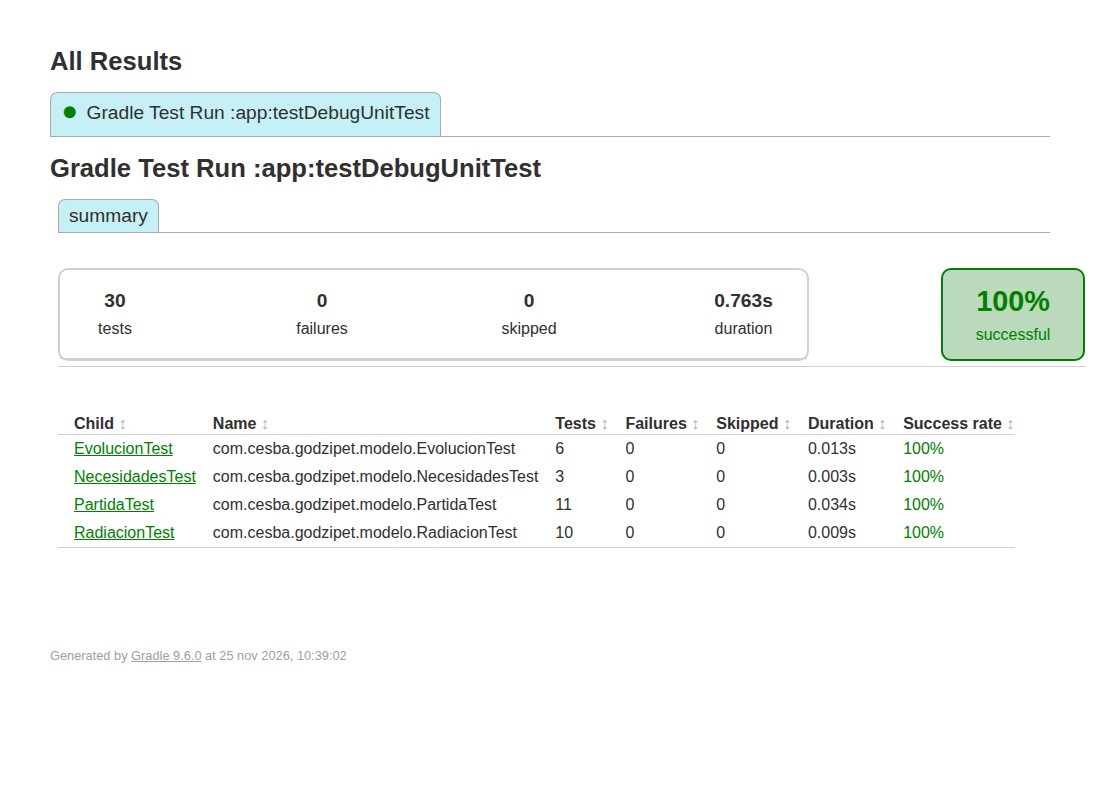 All Results
Gradle Test Run :app:testDebugUnitTest
Gradle Test Run :app:testDebugUnitTest
summary
30 0 0 0.763s 100%
tests failures skipped duration successful
Child ↕ Name ↕ Tests ↕ Failures ↕ Skipped ↕ Duration ↕ Success rate ↕
EvolucionTest com.cesba.godzipet.modelo.EvolucionTest 6 0 0 0.013s 100%
NecesidadesTest com.cesba.godzipet.modelo.NecesidadesTest 3 0 0 0.003s 100%
PartidaTest com.cesba.godzipet.modelo.PartidaTest 11 0 0 0.034s 100%
RadiacionTest com.cesba.godzipet.modelo.RadiacionTest 10 0 0 0.009s 100%
Generated by Gradle 9.6.0 at 25 nov 2026, 10:39:02